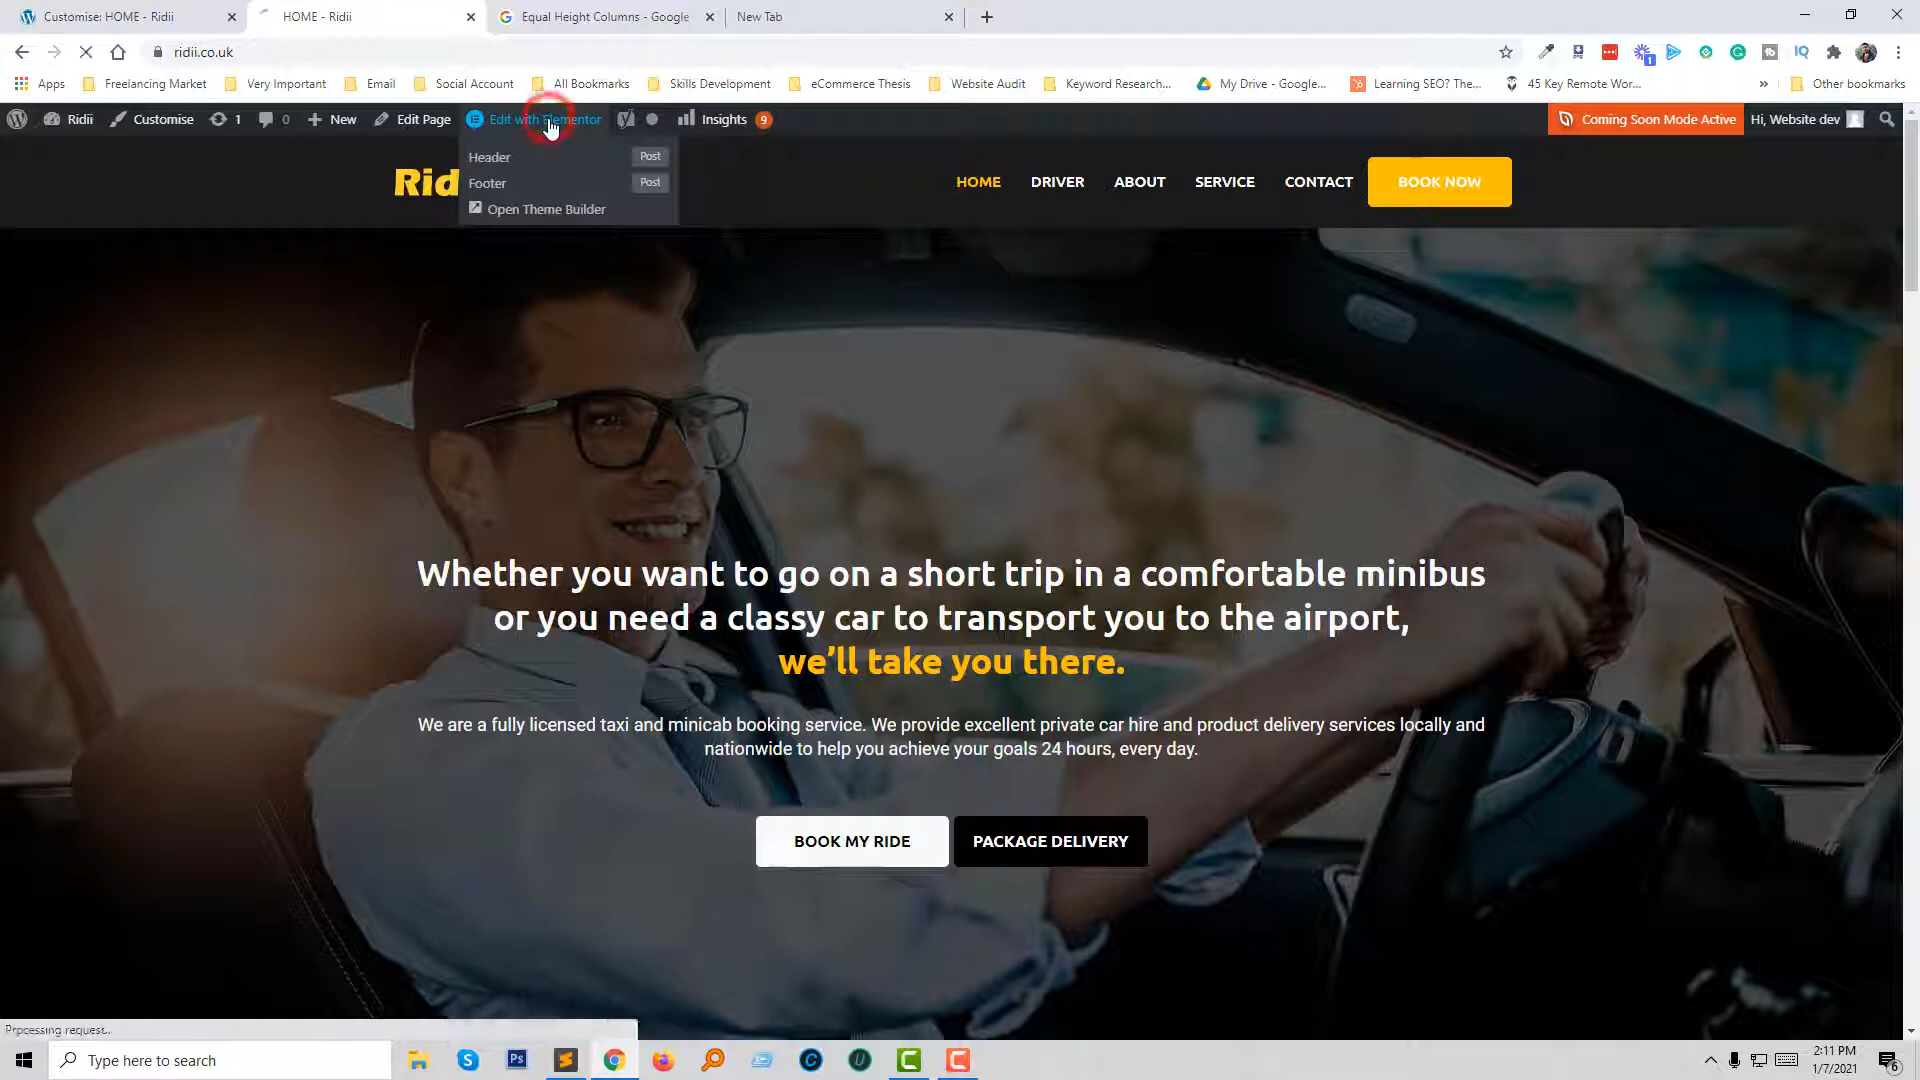 Customise: HOME - Ridii
HOME - Ridii
Equal Height Columns - Google
New Tab
ridii.co.uk
Apps
Freelancing Market
Very Important
Email
Social Account
All Bookmarks
Skills Development
eCommerce Thesis
Website Audit
Keyword Research...
My Drive - Google...
Learning SEO? The...
45 Key Remote Wor...
»
Other bookmarks
Ridii
Customise
1
0
New
Edit Page
Edit with Elementor
Insights
9
Coming Soon Mode Active
Hi, Website dev
Header
Post
Footer
Post
Open Theme Builder
Rid
HOME
DRIVER
ABOUT
SERVICE
CONTACT
BOOK NOW
Whether you want to go on a short trip in a comfortable minibus
or you need a classy car to transport you to the airport,
we'll take you there.
We are a fully licensed taxi and minicab booking service. We provide excellent private car hire and product delivery services locally and
nationwide to help you achieve your goals 24 hours, every day.
BOOK MY RIDE
PACKAGE DELIVERY
Processing request...
Type here to search
2:11 PM
1/7/2021
6